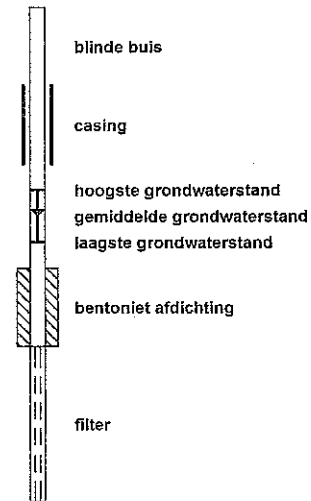 blinde buis
casing
hoogste grondwaterstand
gemiddelde grondwaterstand
laagste grondwaterstand
bentoniet afdichting
filter